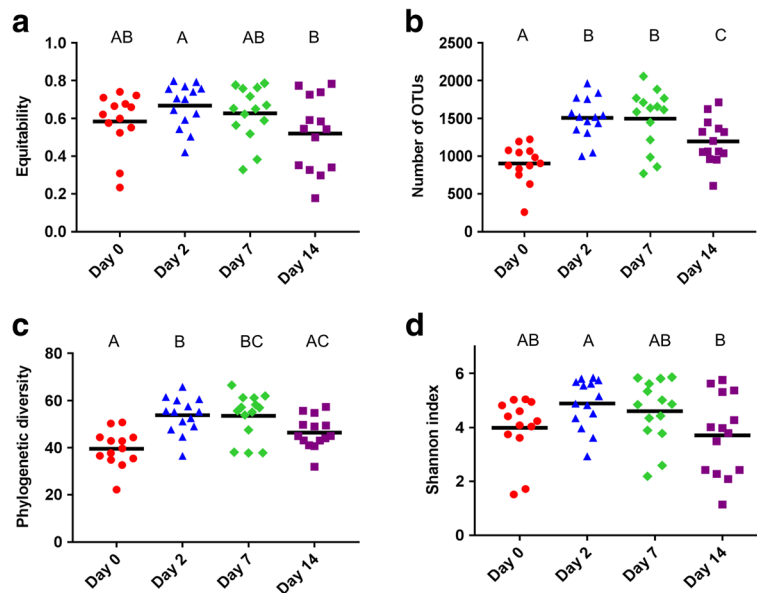 a
AB A AB B
Equitability
1.0
0.8
0.6
0.4
0.2
0.0
Day 0 Day 2 Day 7 Day 14
b
A B B C
Number of OTUs
2500
2000
1500
1000
500
0
Day 0 Day 2 Day 7 Day 14
c
A B BC AC
Phylogenetic diversity
80
60
40
20
0
Day 0 Day 2 Day 7 Day 14
d
AB A AB B
Shannon index
6
4
2
0
Day 0 Day 2 Day 7 Day 14